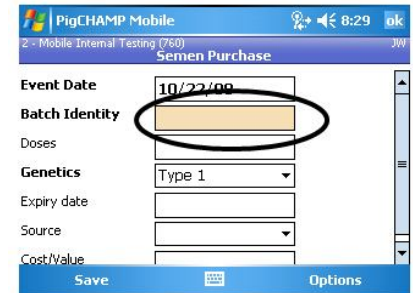 PigCHAMP Mobile 8:29 ok
2 - Mobile Internal Testing (760) JW
Semen Purchase
Event Date 10/22/09
Batch Identity
Doses
Genetics Type 1
Expiry date
Source
Cost/Value
Save Options